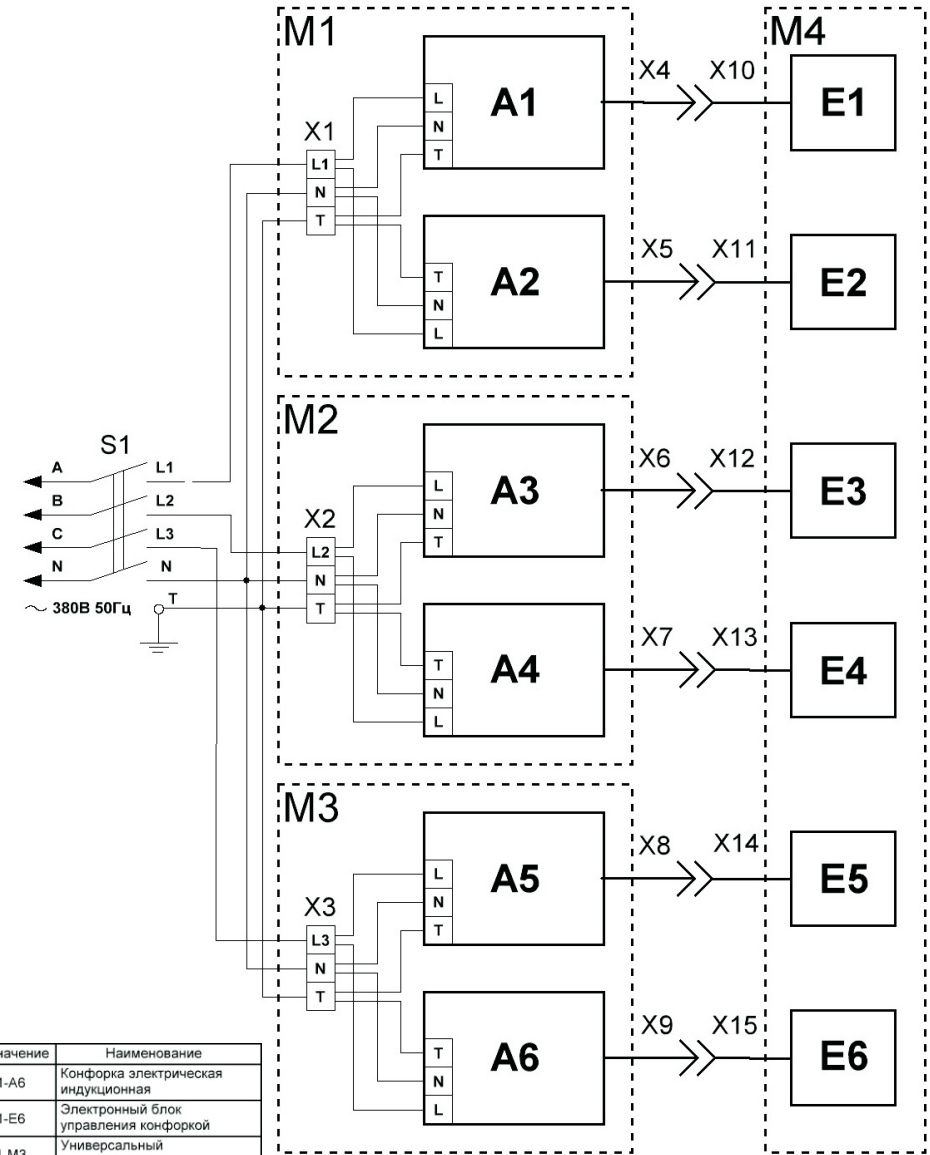 M1
M4
A1
L
N
T
X4
X10
E1
X1
L1
N
T
A2
T
N
L
X5
X11
E2
M2
A3
L
N
T
X6
X12
E3
S1
A
L1
B
L2
C
L3
N
N
T
~ 380В 50Гц
X2
L2
N
T
A4
T
N
L
X7
X13
E4
M3
A5
L
N
T
X8
X14
E5
X3
L3
N
T
A6
T
N
L
X9
X15
E6
Наименование
-A6
Конфорка электрическая
индукционная
-E6
Электронный блок
управления конфоркой
Универсальный